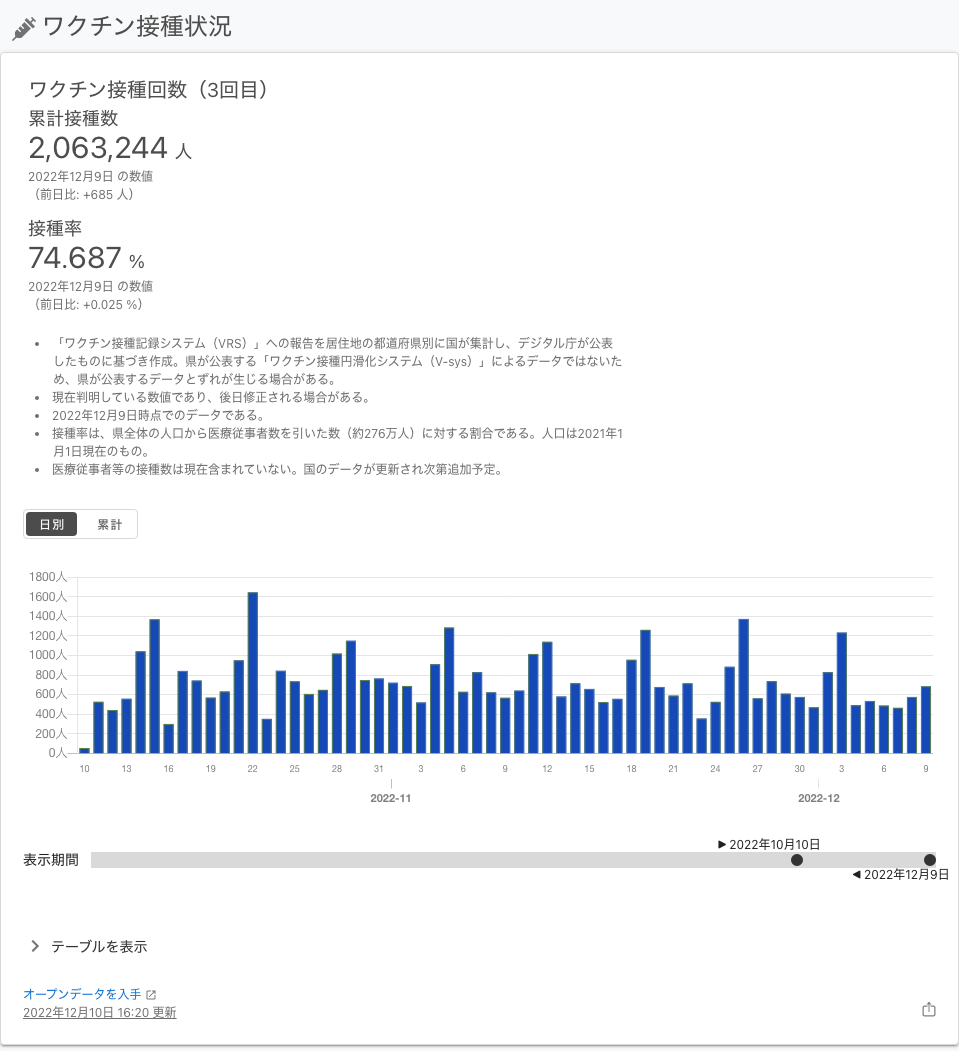 ワクチン接種状況
ワクチン接種回数（3回目）
累計接種数
2,063,244 人
2022年12月9日 の数値
（前日比: +685 人）
接種率
74.687 %
2022年12月9日 の数値
（前日比: +0.025 %）
• 「ワクチン接種記録システム（VRS）」への報告を居住地の都道府県別に国が集計し、デジタル庁が公表
したものに基づき作成。県が公表する「ワクチン接種円滑化システム（V-sys）」によるデータではないた
め、県が公表するデータとずれが生じる場合がある。
• 現在判明している数値であり、後日修正される場合がある。
• 2022年12月9日時点でのデータである。
• 接種率は、県全体の人口から医療従事者数を引いた数（約276万人）に対する割合である。人口は2021年1
月1日現在のもの。
• 医療従事者等の接種数は現在含まれていない。国のデータが更新され次第追加予定。
日別 累計
1800人
1600人
1400人
1200人
1000人
800人
600人
400人
200人
0人
10 13 16 19 22 25 28 31 3 6 9 12 15 18 21 24 27 30 3 6 9
2022-11 2022-12
▶ 2022年10月10日
表示期間
◀ 2022年12月9日
テーブルを表示
オープンデータを入手
2022年12月10日 16:20 更新